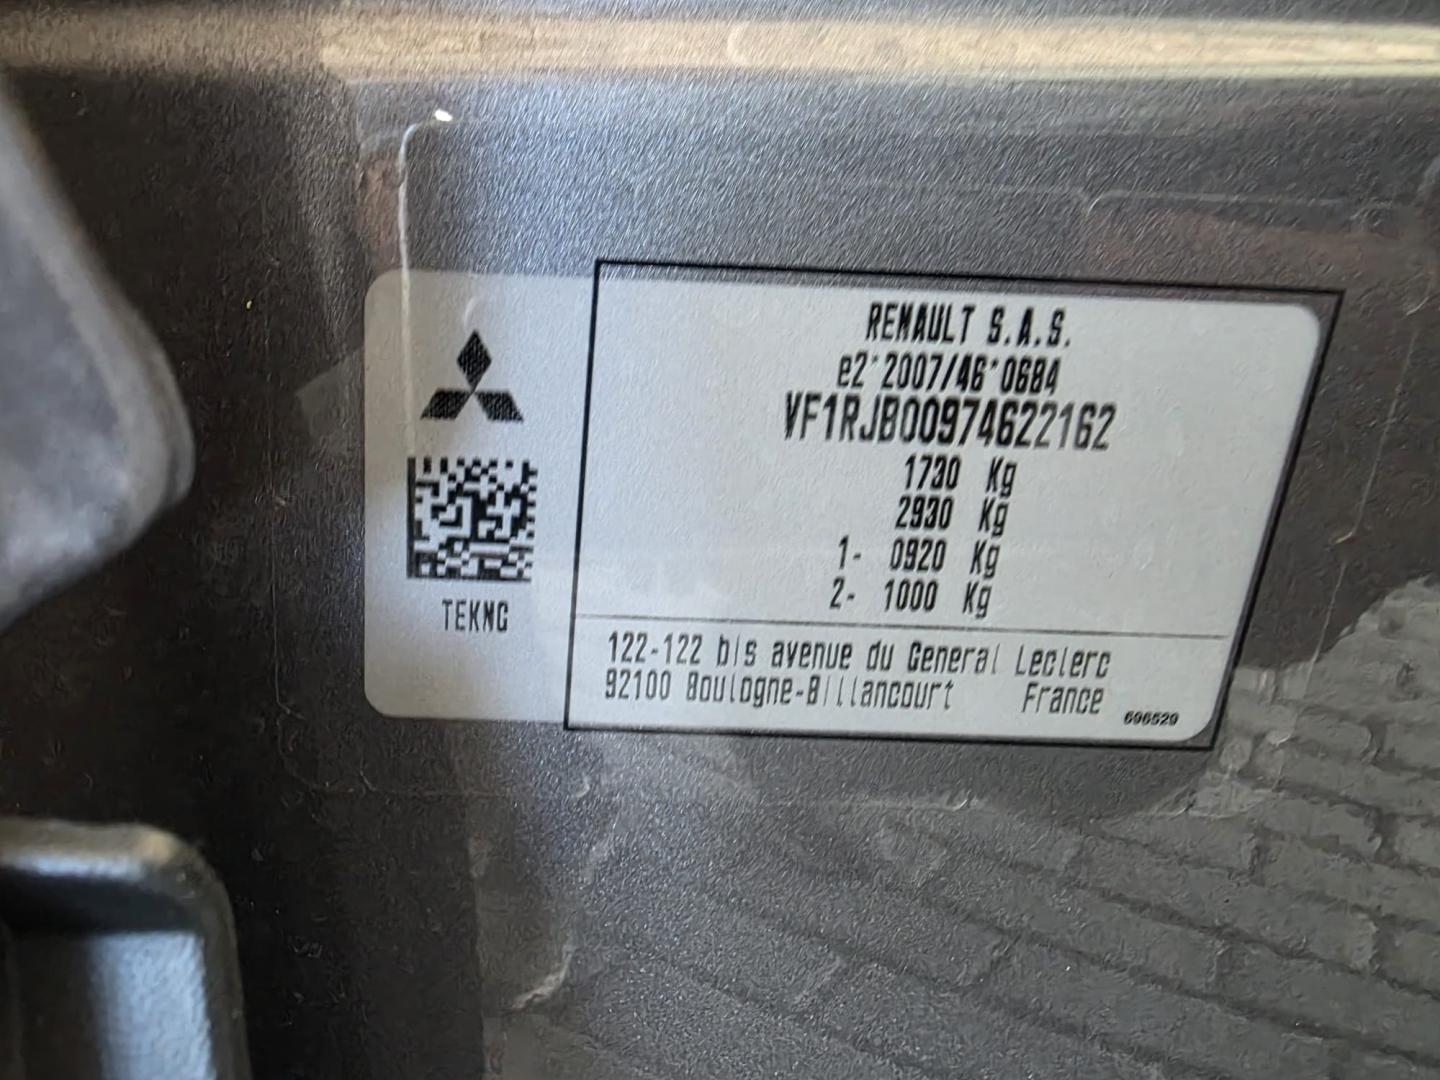 RENAULT S.A.S.
e2*2007/46*0684
VF1RJB00974622162
1730 Kg
2930 Kg
1- 0920 Kg
2- 1000 Kg
TEKNG
122-122 bis avenue du General Leclerc
92100 Boulogne-Billancourt France
696529